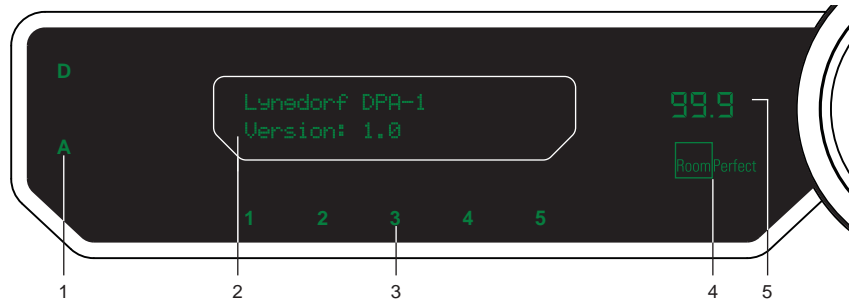 D
Lyngdorf DPA-1
Version: 1.0
99.9
A
RoomPerfect
1 2 3 4 5
1 2 3 4 5